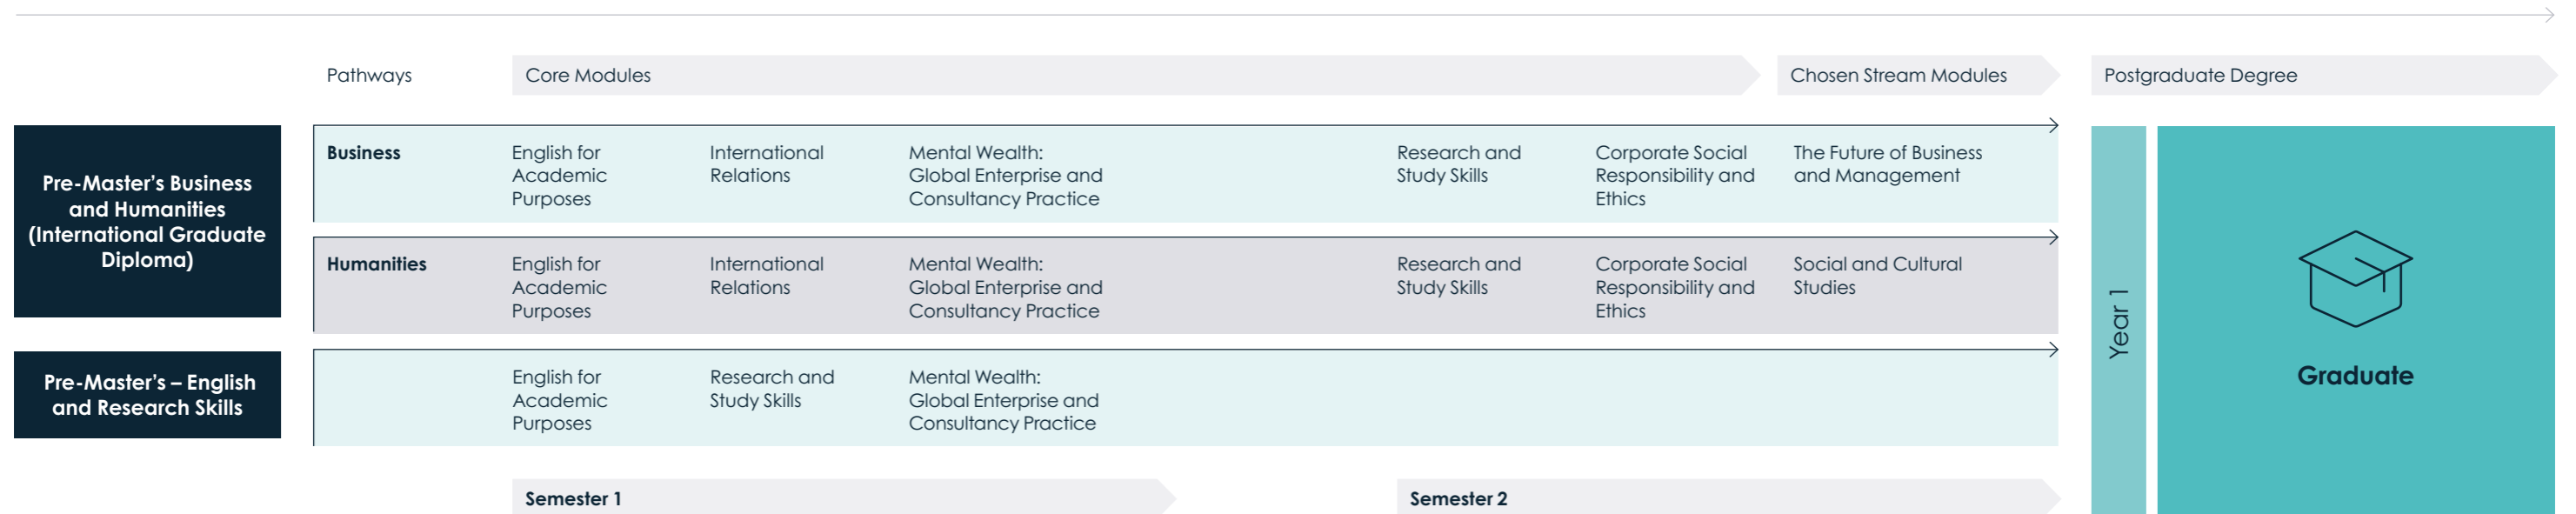 Pathways
Core Modules
Chosen Stream Modules
Postgraduate Degree
Pre-Master's Business
and Humanities
(International Graduate
Diploma)
Business
English for
Academic
Purposes
International
Relations
Mental Wealth:
Global Enterprise and
Consultancy Practice
Research and
Study Skills
Corporate Social
Responsibility and
Ethics
The Future of Business
and Management
Humanities
English for
Academic
Purposes
International
Relations
Mental Wealth:
Global Enterprise and
Consultancy Practice
Research and
Study Skills
Corporate Social
Responsibility and
Ethics
Social and Cultural
Studies
Pre-Master's – English
and Research Skills
English for
Academic
Purposes
Research and
Study Skills
Mental Wealth:
Global Enterprise and
Consultancy Practice
Year 1
Graduate
Semester 1
Semester 2